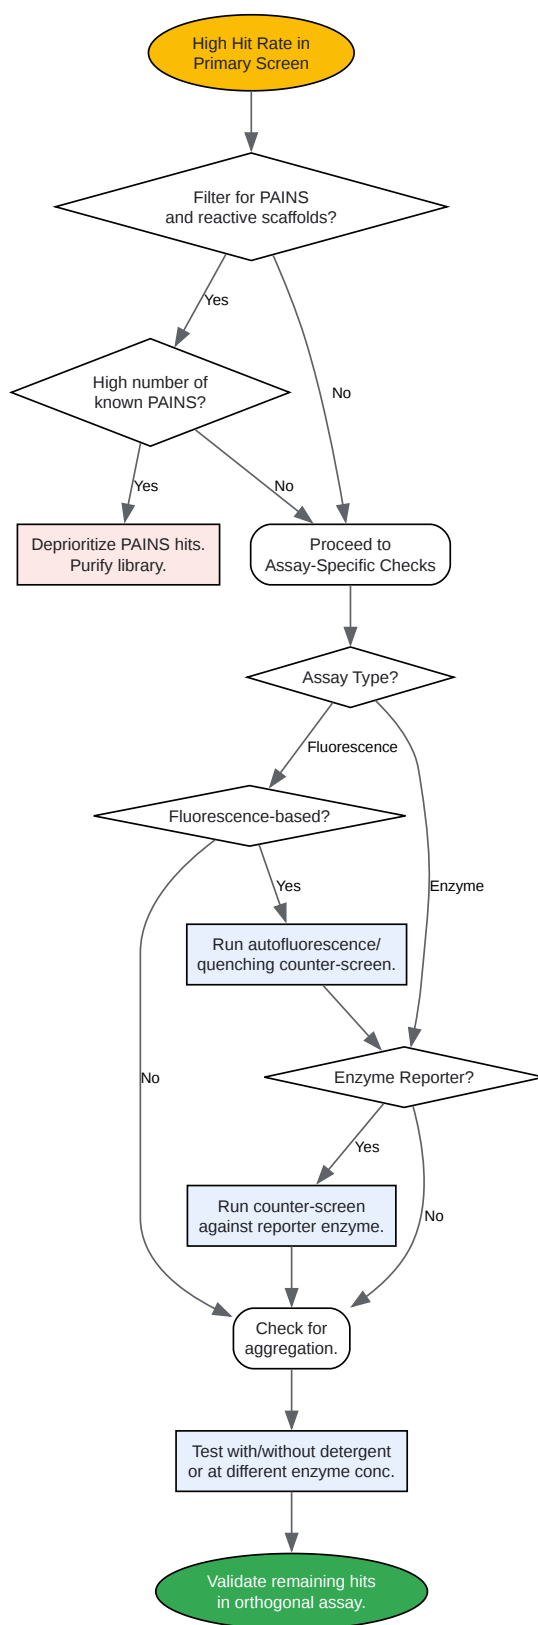 High Hit Rate in
Primary Screen
Filter for PAINS
and reactive scaffolds?
Yes
No
High number of
known PAINS?
Yes
No
Deprioritize PAINS hits.
Purify library.
Proceed to
Assay-Specific Checks
Assay Type?
Fluorescence
Fluorescence-based?
Yes
Enzyme
Run autofluorescence/
quenching counter-screen.
No
Enzyme Reporter?
Yes
Run counter-screen
against reporter enzyme.
No
Check for
aggregation.
Test with/without detergent
or at different enzyme conc.
Validate remaining hits
in orthogonal assay.